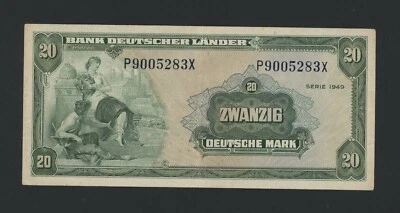 20 BANK DEUTSCHER LÄNDER 20
P9005283X P9005283X
20
SERIE 1949
ZWANZIG
DEUTSCHE MARK
20 20